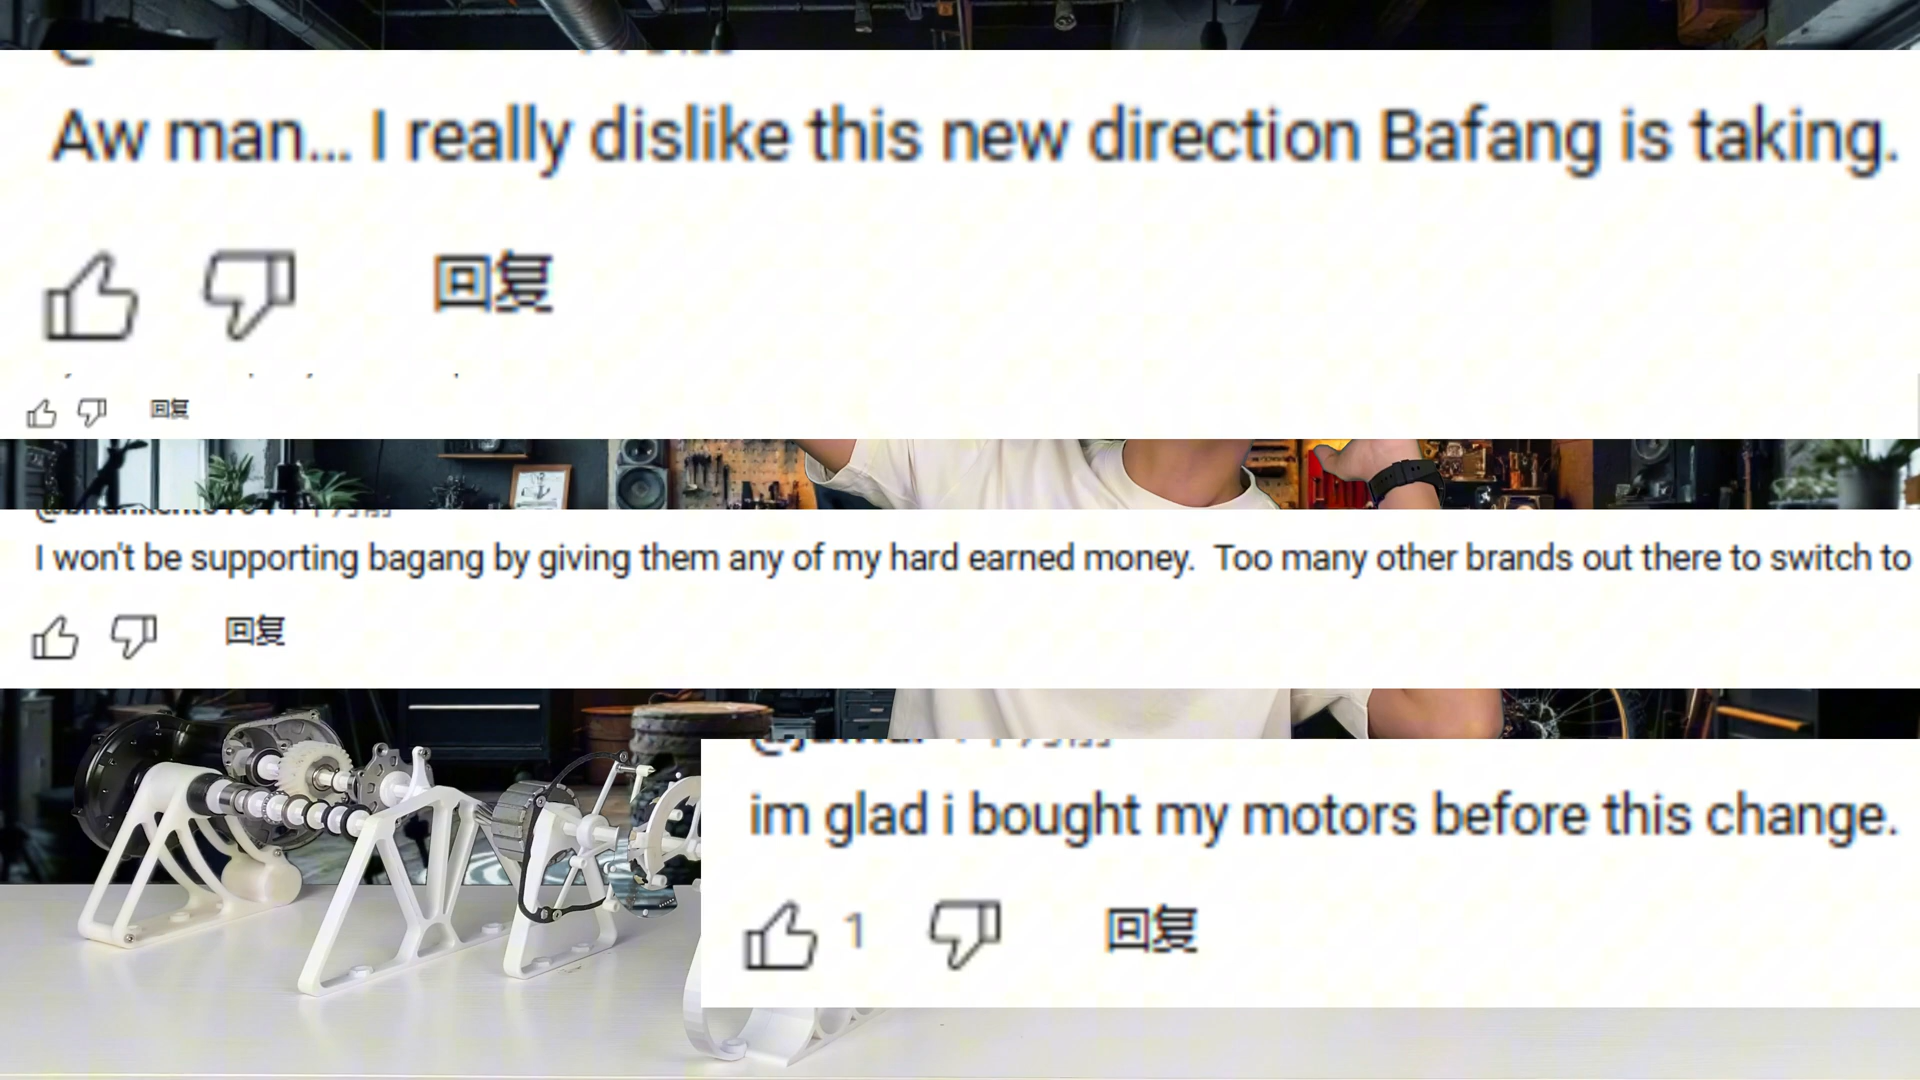 Aw man... I really dislike this new direction Bafang is taking.
回复
回复
I won't be supporting bagang by giving them any of my hard earned money. Too many other brands out there to switch to
回复
im glad i bought my motors before this change.
1 回复